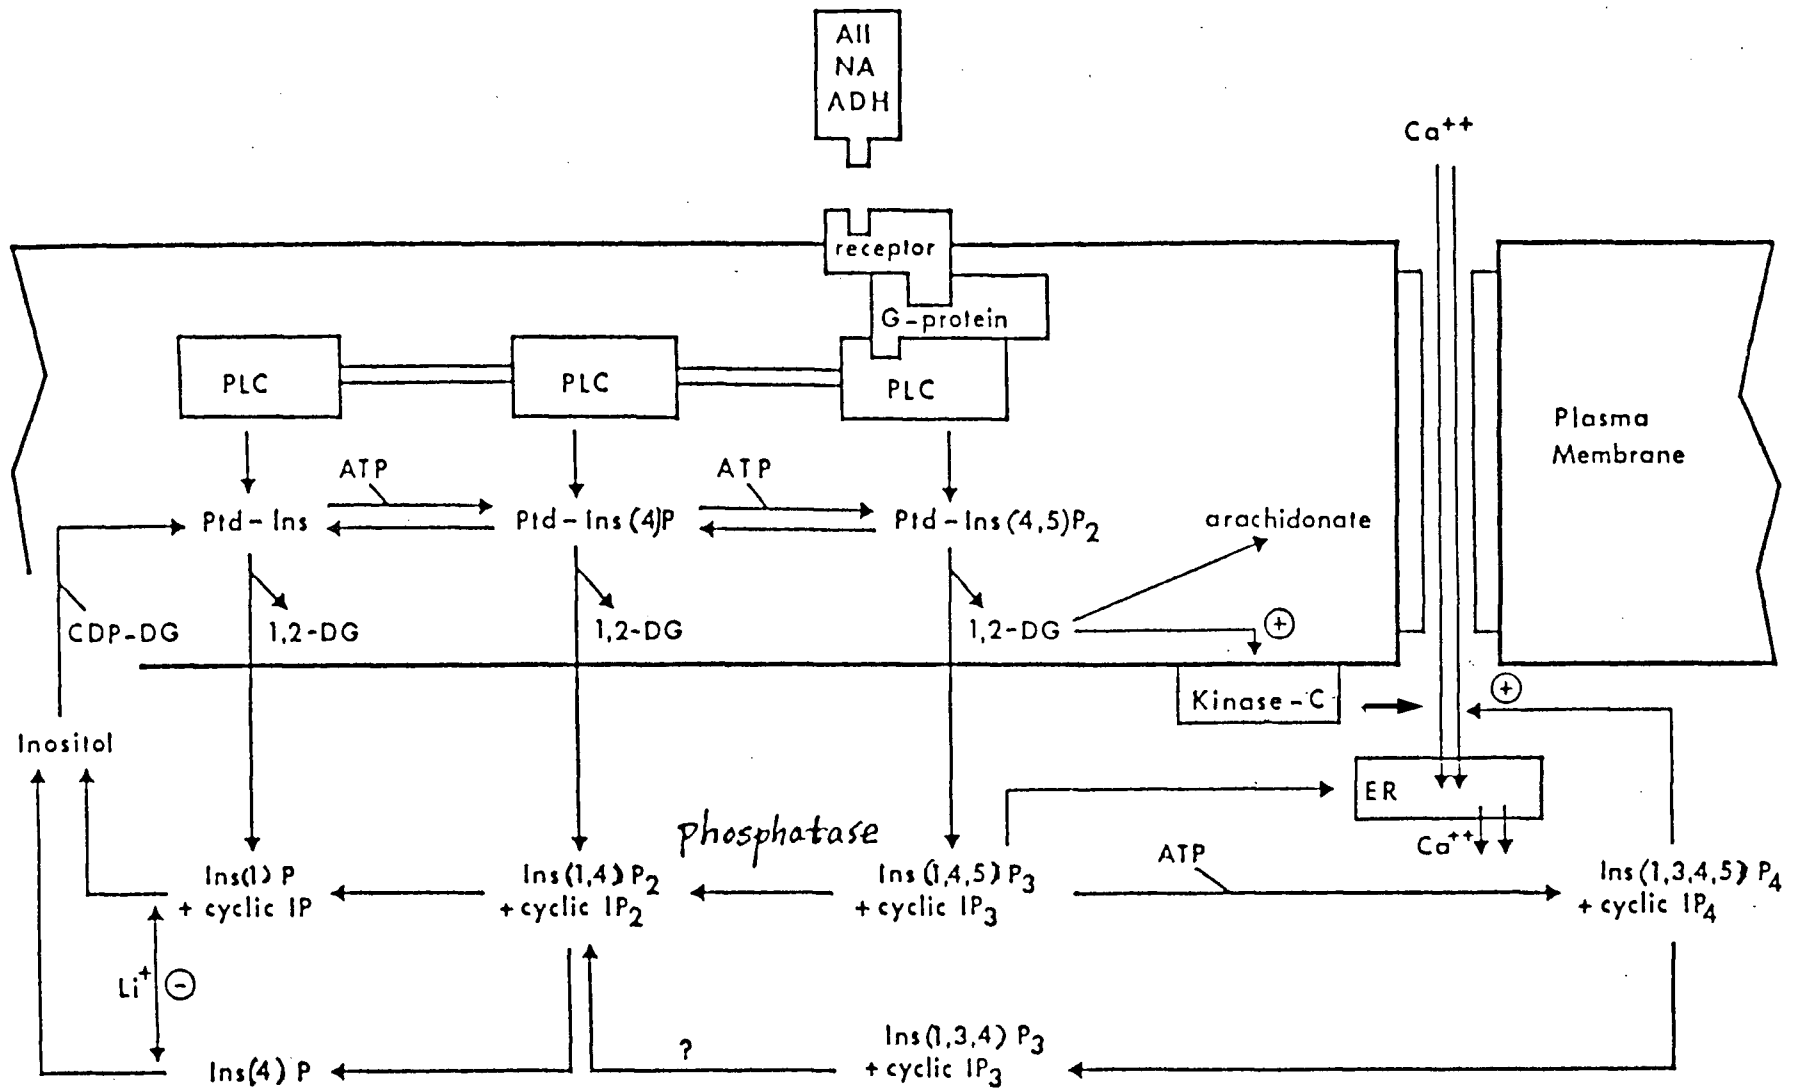 AII
NA
ADH
Ca++
receptor
G-protein
PLC
PLC
PLC
Plasma
Membrane
ATP
ATP
Ptd-Ins
Ptd-Ins(4)P
Ptd-Ins(4,5)P2
arachidonate
CDP-DG
1,2-DG
1,2-DG
1,2-DG
+
Kinase-C
+
Inositol
ER
Ca++
phosphatase
ATP
Ins(1)P
+ cyclic IP
Ins(1,4)P2
+ cyclic IP2
Ins(1,4,5)P3
+ cyclic IP3
Ins(1,3,4,5)P4
+ cyclic IP4
Li+ -
Ins(4)P
?
Ins(1,3,4)P3
+ cyclic IP3